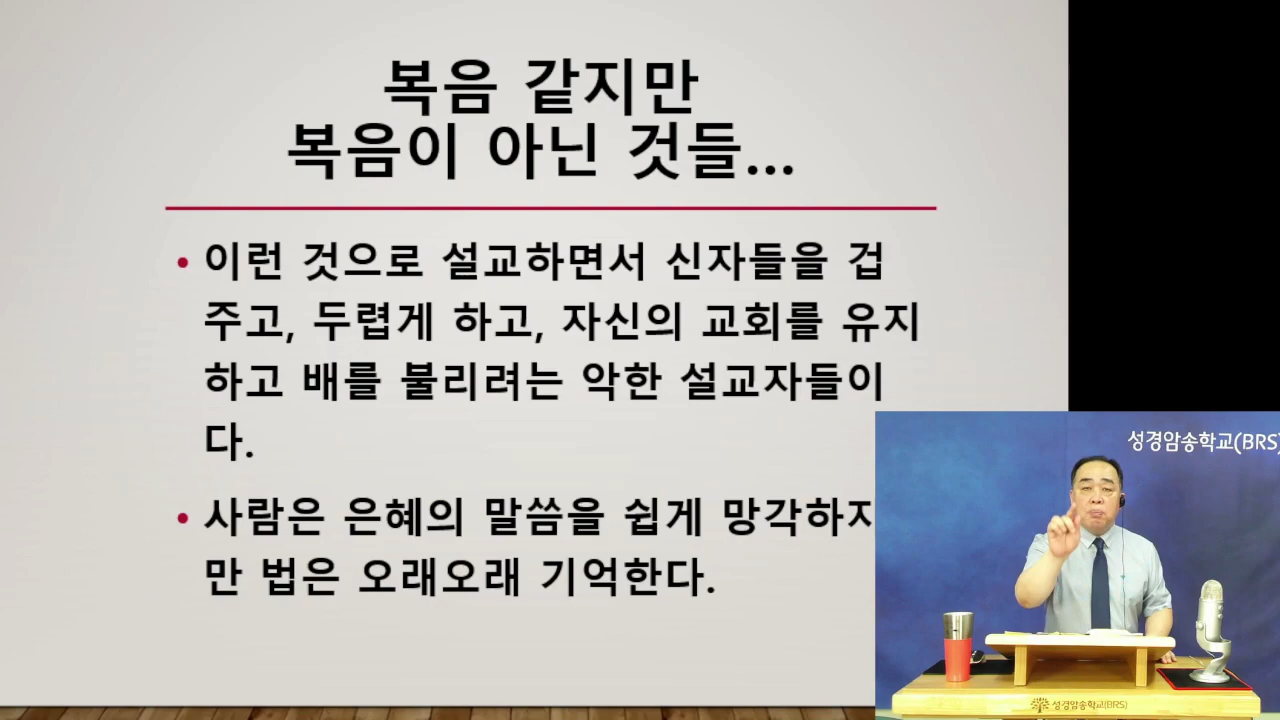 복음 같지만
복음이 아닌 것들...
• 이런 것으로 설교하면서 신자들을 겁
주고, 두렵게 하고, 자신의 교회를 유지
하고 배를 불리려는 악한 설교자들이
다.
• 사람은 은혜의 말씀을 쉽게 망각하지
만 법은 오래오래 기억한다.
성경암송학교(BRS)
성경암송학교(BRS)